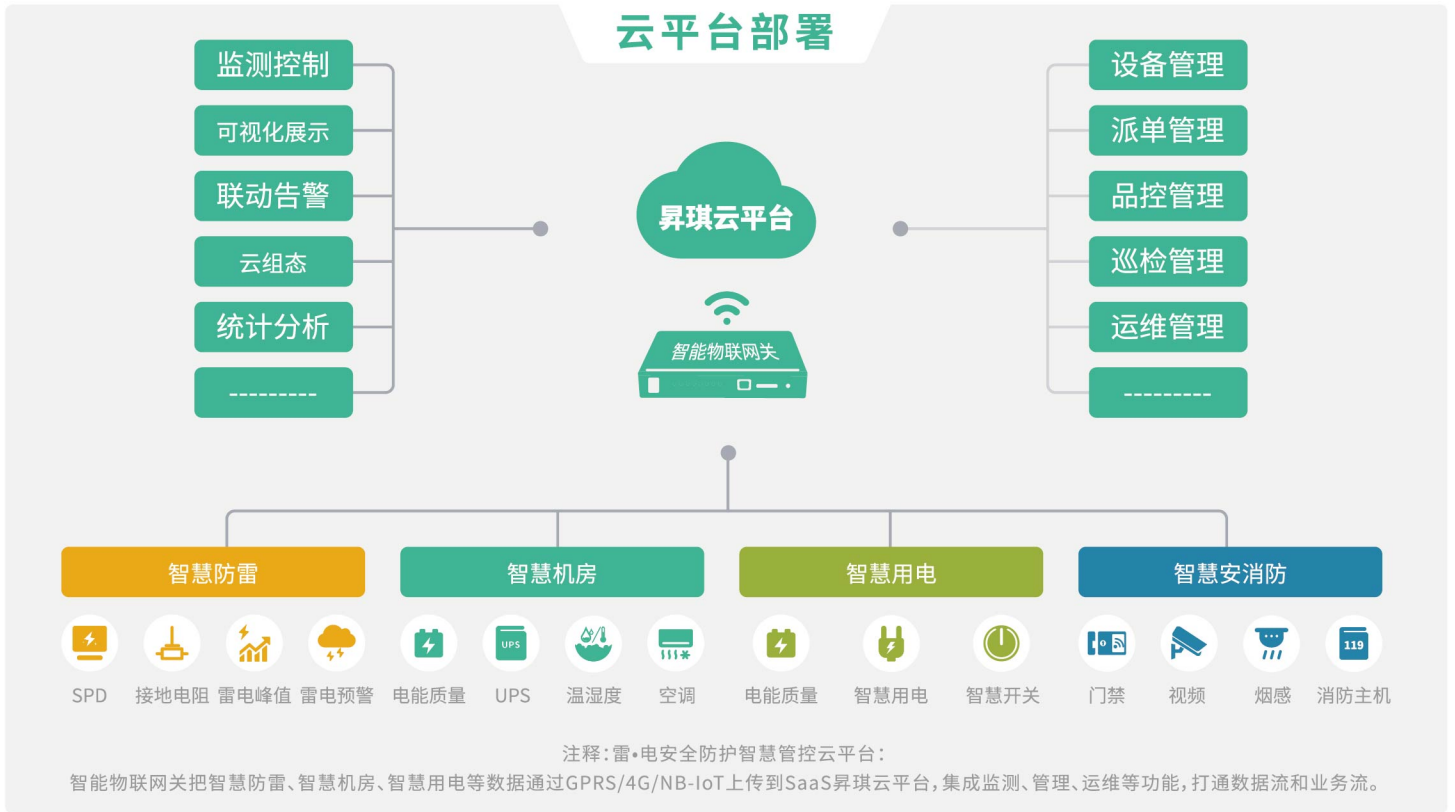 云平台部署
监测控制
可视化展示
联动告警
云组态
统计分析
---------
昇琪云平台
智能物联网关
设备管理
派单管理
品控管理
巡检管理
运维管理
---------
智慧防雷
智慧机房
智慧用电
智慧安消防
UPS
119
SPD
接地电阻
雷电峰值
雷电预警
电能质量
UPS
温湿度
空调
电能质量
智慧用电
智慧开关
门禁
视频
烟感
消防主机
注释:雷•电安全防护智慧管控云平台:
智能物联网关把智慧防雷、智慧机房、智慧用电等数据通过GPRS/4G/NB-IoT上传到SaaS昇琪云平台,集成监测、管理、运维等功能,打通数据流和业务流。